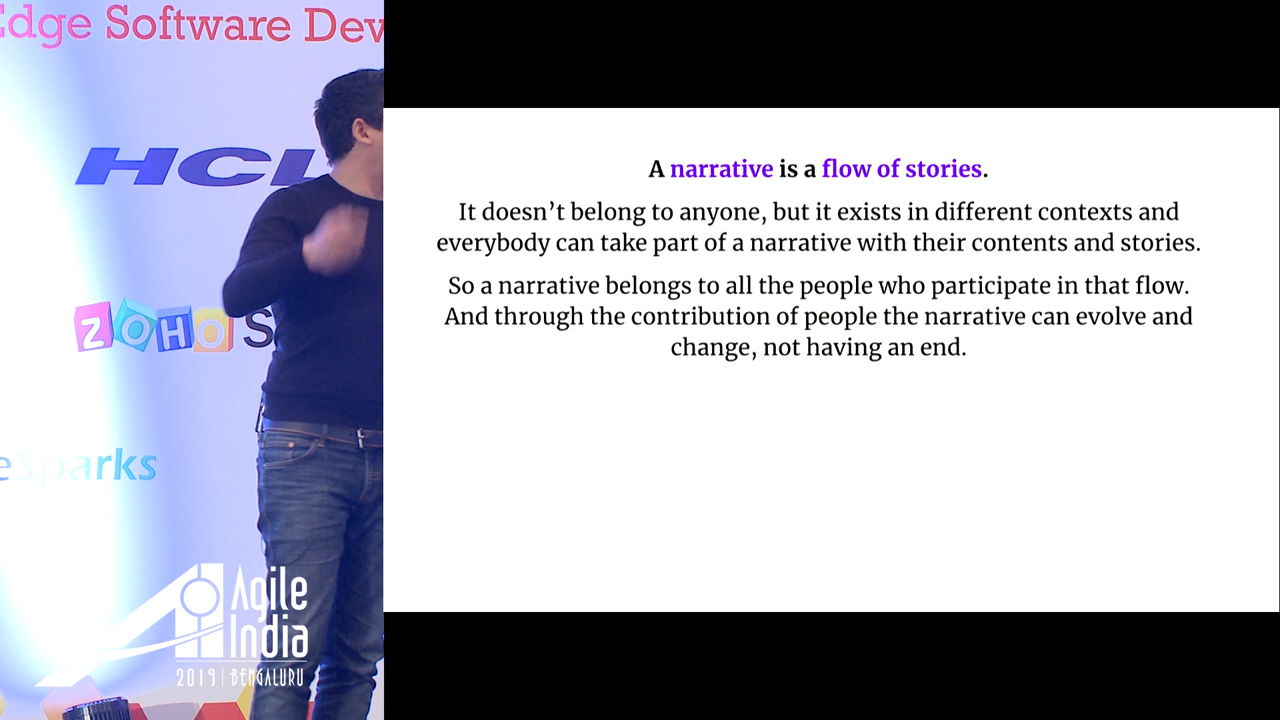 Edge Software Dev
HCL
ZOHO S
eSparks
Agile
India
2019 | BENGALURU
A narrative is a flow of stories.
It doesn’t belong to anyone, but it exists in different contexts and
everybody can take part of a narrative with their contents and stories.
So a narrative belongs to all the people who participate in that flow.
And through the contribution of people the narrative can evolve and
change, not having an end.